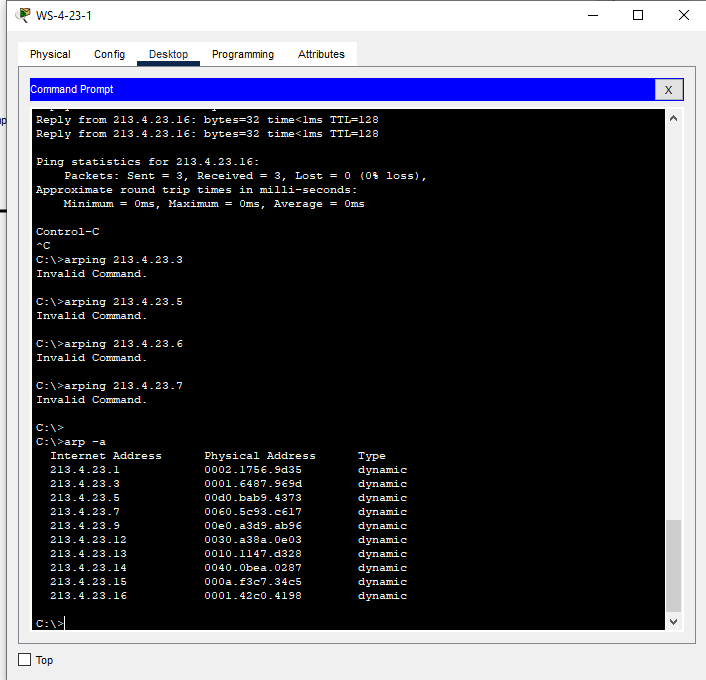 WS-4-23-1
Physical Config Desktop Programming Attributes
Command Prompt X
Reply from 213.4.23.16: bytes=32 time<1ms TTL=128
Reply from 213.4.23.16: bytes=32 time<1ms TTL=128
Ping statistics for 213.4.23.16:
Packets: Sent = 3, Received = 3, Lost = 0 (0% loss),
Approximate round trip times in milli-seconds:
Minimum = 0ms, Maximum = 0ms, Average = 0ms
Control-C
^C
C:\>arping 213.4.23.3
Invalid Command.
C:\>arping 213.4.23.5
Invalid Command.
C:\>arping 213.4.23.6
Invalid Command.
C:\>arping 213.4.23.7
Invalid Command.
C:\>
C:\>arp -a
Internet Address Physical Address Type
213.4.23.1 0002.1756.9d35 dynamic
213.4.23.3 0001.6487.969d dynamic
213.4.23.5 00d0.bab9.4373 dynamic
213.4.23.7 0060.5c93.c617 dynamic
213.4.23.9 00e0.a3d9.ab96 dynamic
213.4.23.12 0030.a38a.0e03 dynamic
213.4.23.13 0010.1147.d328 dynamic
213.4.23.14 0040.0bea.0287 dynamic
213.4.23.15 000a.f3c7.34c5 dynamic
213.4.23.16 0001.42c0.4198 dynamic
C:\>
Top